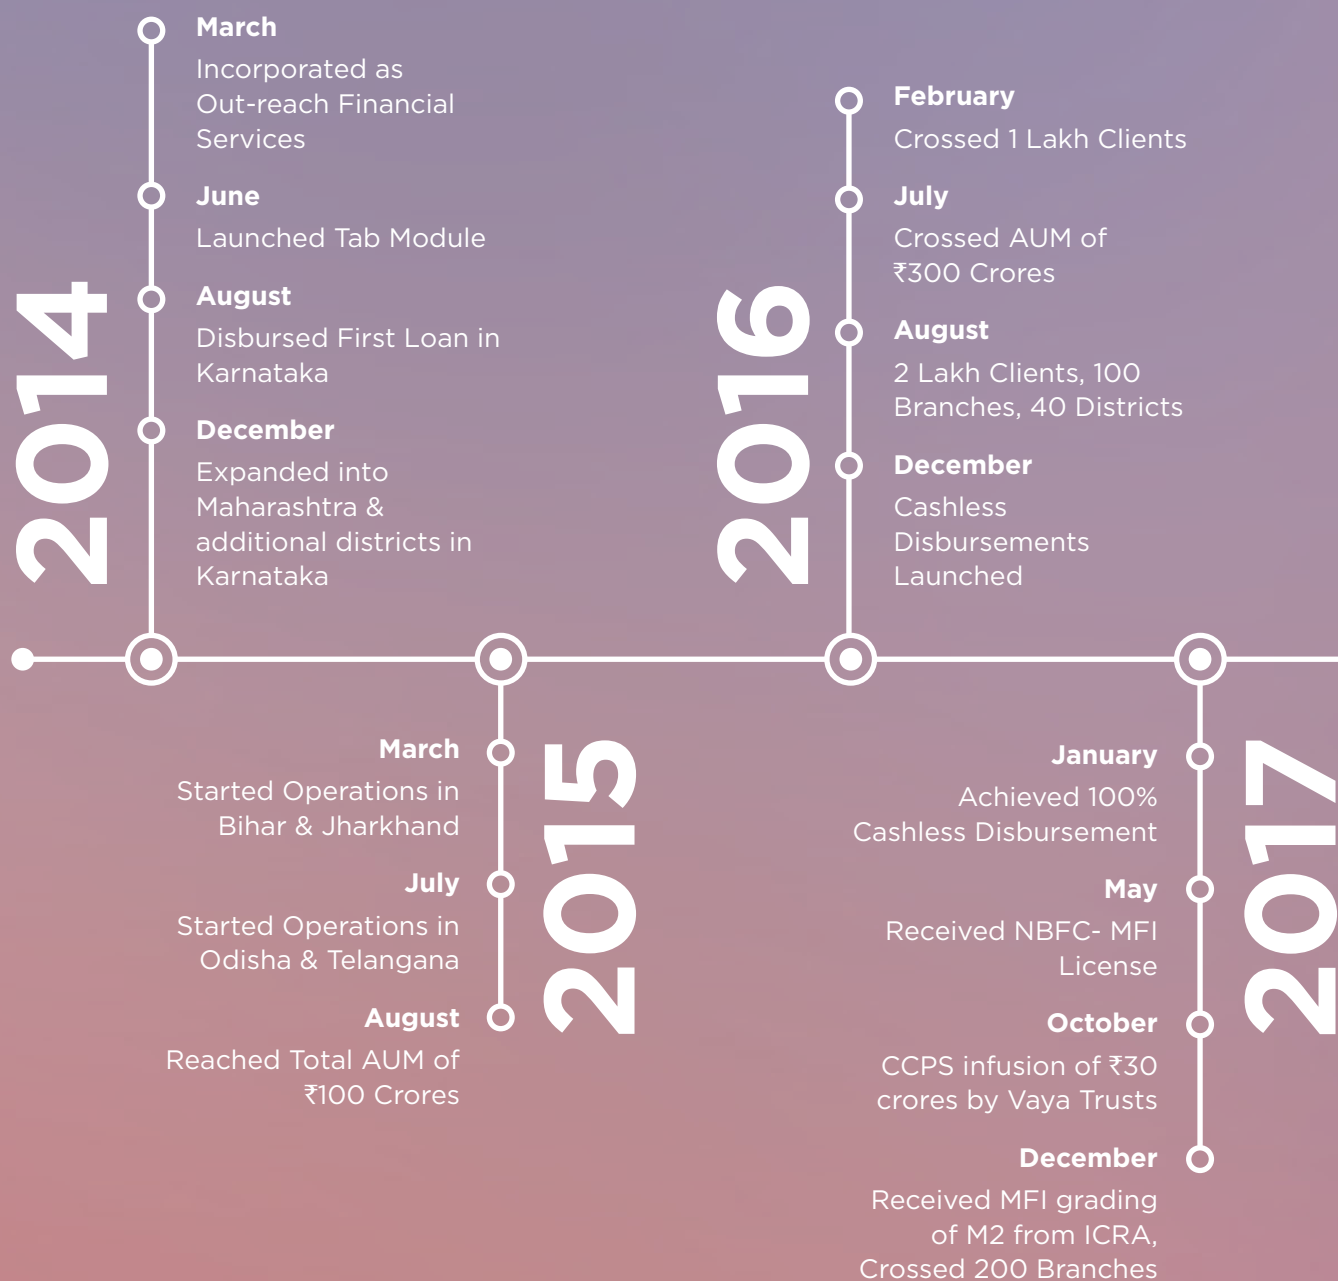 2014
March
Incorporated as
Out-reach Financial
Services
June
Launched Tab Module
August
Disbursed First Loan in
Karnataka
December
Expanded into
Maharashtra &
additional districts in
Karnataka
2015
March
Started Operations in
Bihar & Jharkhand
July
Started Operations in
Odisha & Telangana
August
Reached Total AUM of
₹100 Crores
2016
February
Crossed 1 Lakh Clients
July
Crossed AUM of
₹300 Crores
August
2 Lakh Clients, 100
Branches, 40 Districts
December
Cashless
Disbursements
Launched
2017
January
Achieved 100%
Cashless Disbursement
May
Received NBFC- MFI
License
October
CCPS infusion of ₹30
crores by Vaya Trusts
December
Received MFI grading
of M2 from ICRA,
Crossed 200 Branches